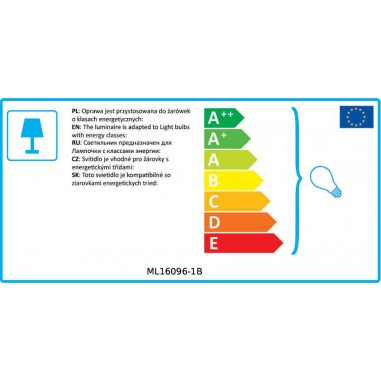 PL: Oprawa jest przystosowana do żarówek
o klasach energetycznych:
EN: The luminaire is adapted to Light bulbs
with energy classes:
RU: Светильник предназначен для
Лампочки с классами энергии:
CZ: Svítidlo je vhodné pro žárovky s
energetickými třídami:
SK: Toto svietidlo je kompatibilné so
ziarovkami energetických tried:
A++
A+
A
B
C
D
E
ML16096-1B